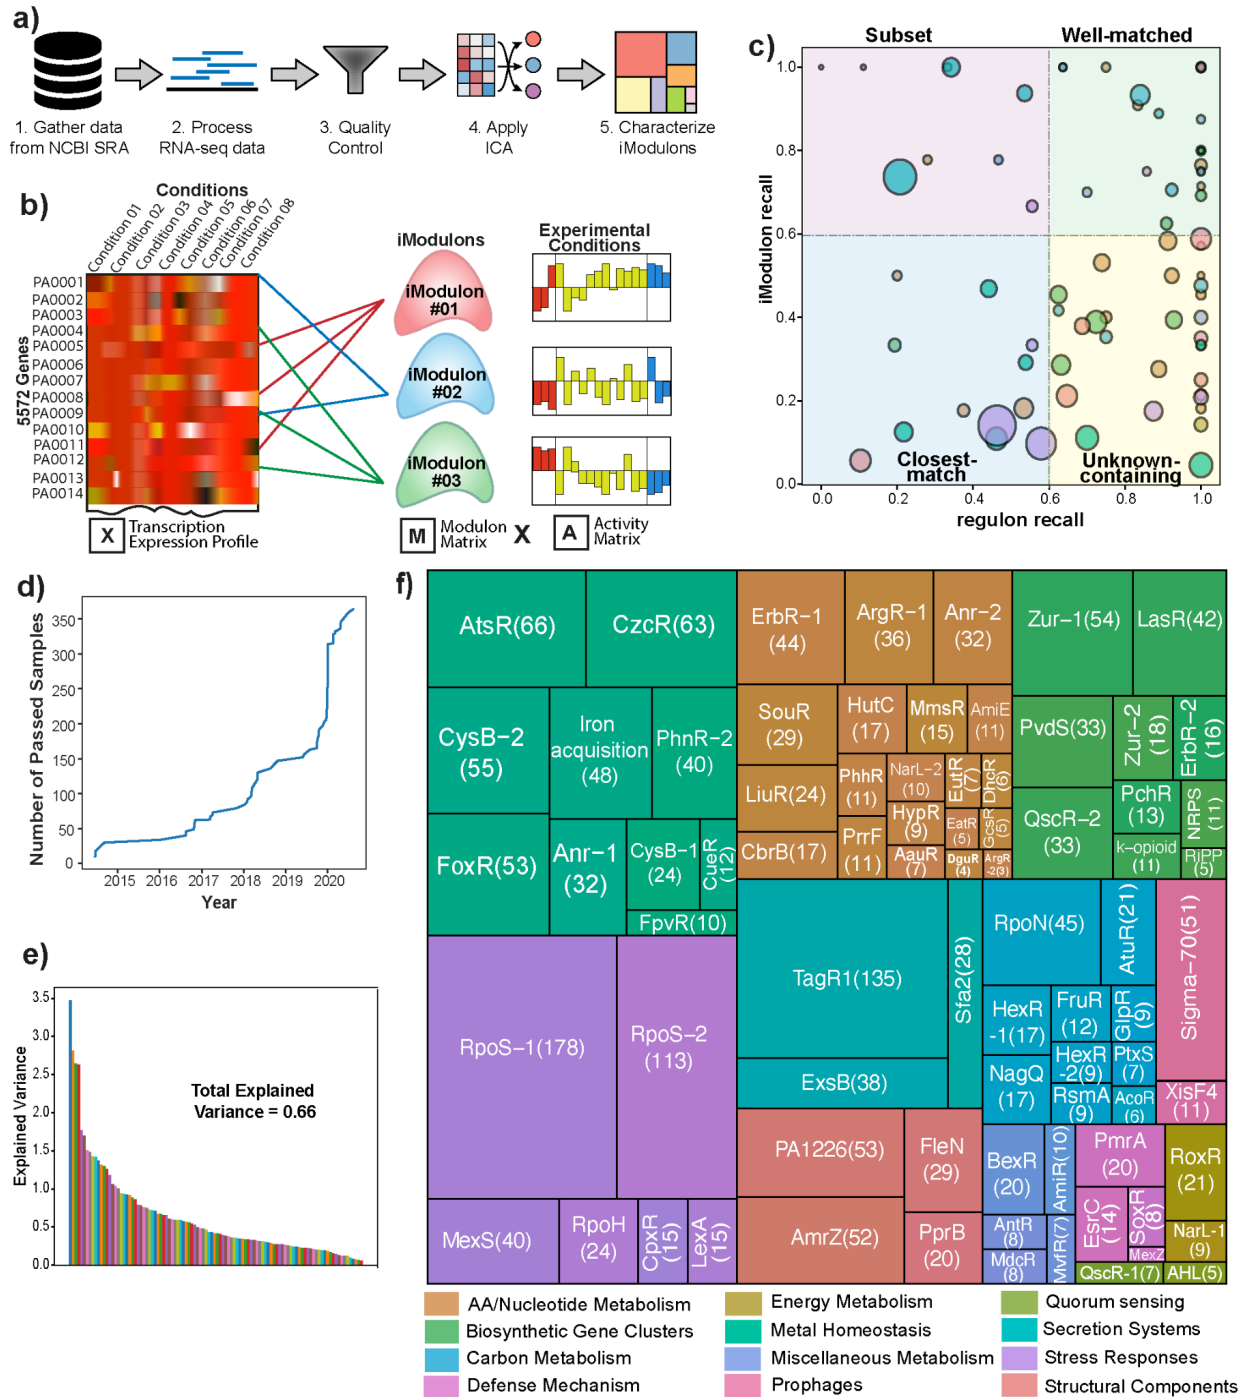 a)
1. Gather data
from NCBI SRA
2. Process
RNA-seq data
3. Quality
Control
4. Apply
ICA
5. Characterize
iModulons
b)
Conditions
Condition 01
Condition 02
Condition 03
Condition 04
Condition 05
Condition 06
Condition 07
Condition 08
5572 Genes
PA0001
PA0002
PA0003
PA0004
PA0005
PA0006
PA0007
PA0008
PA0009
PA0010
PA0011
PA0012
PA0013
PA0014
X Transcription
Expression Profile
iModulons
iModulon
#01
iModulon
#02
iModulon
#03
M Modulon
Matrix
X
Experimental
Conditions
A Activity
Matrix
c)
Subset
Well-matched
iModulon recall
1.0
0.8
0.6
0.4
0.2
0.0
Closest-
match
Unknown-
containing
0.0 0.2 0.4 0.6 0.8 1.0
regulon recall
d)
Number of Passed Samples
350
300
250
200
150
100
50
0
2015 2016 2017 2018 2019 2020
Year
e)
Explained Variance
3.5
3.0
2.5
2.0
1.5
1.0
0.5
0.0
Total Explained
Variance = 0.66
f)
AtsR(66)
CzcR(63)
CysB-2
(55)
Iron
acquisition
(48)
PhnR-2
(40)
FoxR(53)
Anr-1
(32)
CysB-1
(24)
CueR
(12)
FpvR(10)
ErbR-1
(44)
ArgR-1
(36)
Anr-2
(32)
SouR
(29)
HutC
(17)
MmsR
(15)
AmiE
(11)
LiuR(24)
PhhR
(11)
NarL-2
(10)
EutR
(7)
DhcR
(6)
HypR
(9)
EatR
(5)
GcsR
(5)
CbrB(17)
PrrF
(11)
AauR
(7)
DguR
(4)
ArgR
-2(3)
Zur-1(54)
LasR(42)
PvdS(33)
Zur-2
(18)
ErbR-2
(16)
QscR-2
(33)
PchR
(13)
NRPS
(11)
k-opioid
(11)
RiPP
(5)
RpoS-1(178)
RpoS-2
(113)
MexS(40)
RpoH
(24)
CpxR
(15)
LexA
(15)
TagR1(135)
Sfa2(28)
ExsB(38)
PA1226(53)
FleN
(29)
AmrZ(52)
PprB
(20)
RpoN(45)
AtuR(21)
HexR
-1(17)
FruR
(12)
GlpR
(9)
NagQ
(17)
HexR
-2(9)
PtxS
(7)
RsmA
(9)
AcoR
(6)
Sigma-70(51)
XisF4
(11)
BexR
(20)
AmiR(10)
AntR
(8)
MdcR
(8)
MvfR(7)
PmrA
(20)
EsrC
(14)
SoxR
(8)
MexZ
RoxR
(21)
NarL-1
(9)
QscR-1(7)
AHL(5)
AA/Nucleotide Metabolism
Biosynthetic Gene Clusters
Carbon Metabolism
Defense Mechanism
Energy Metabolism
Metal Homeostasis
Miscellaneous Metabolism
Prophages
Quorum sensing
Secretion Systems
Stress Responses
Structural Components